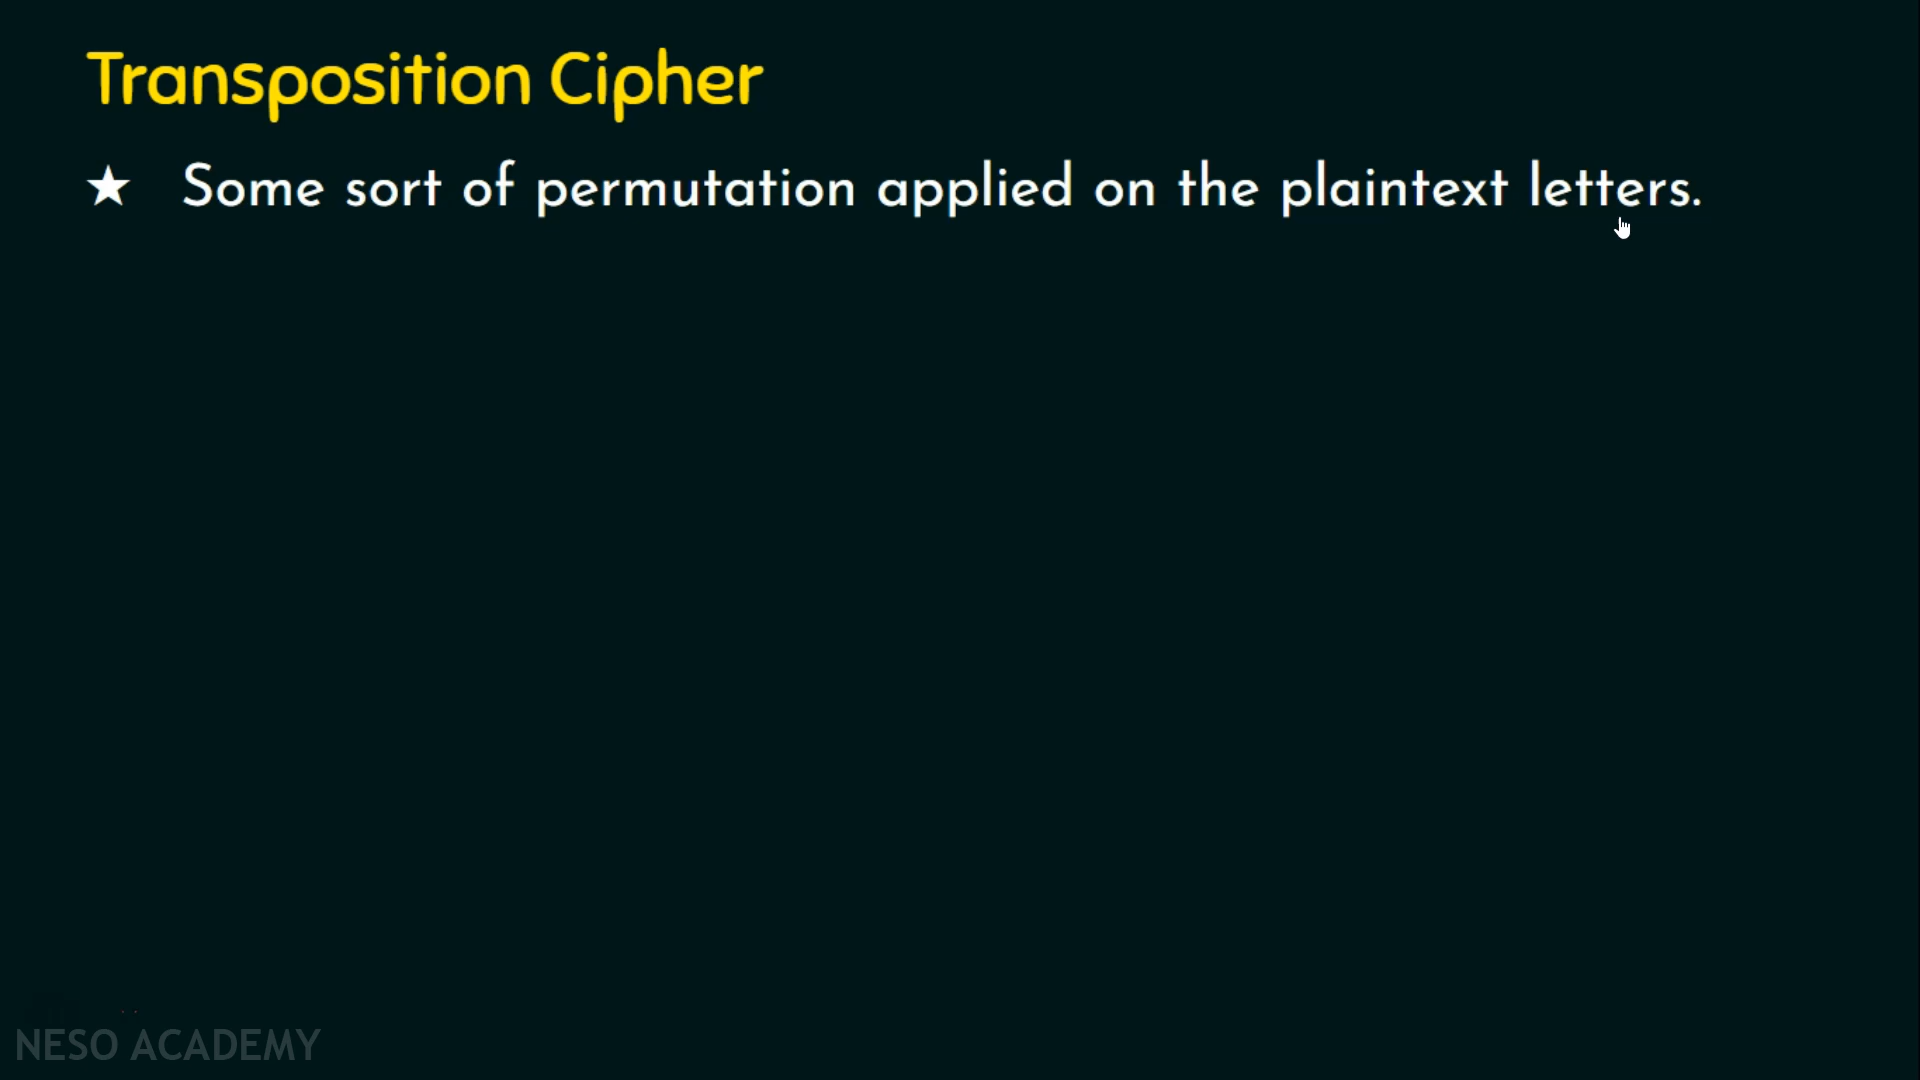 Transposition Cipher
★ Some sort of permutation applied on the plaintext letters.
NESO ACADEMY